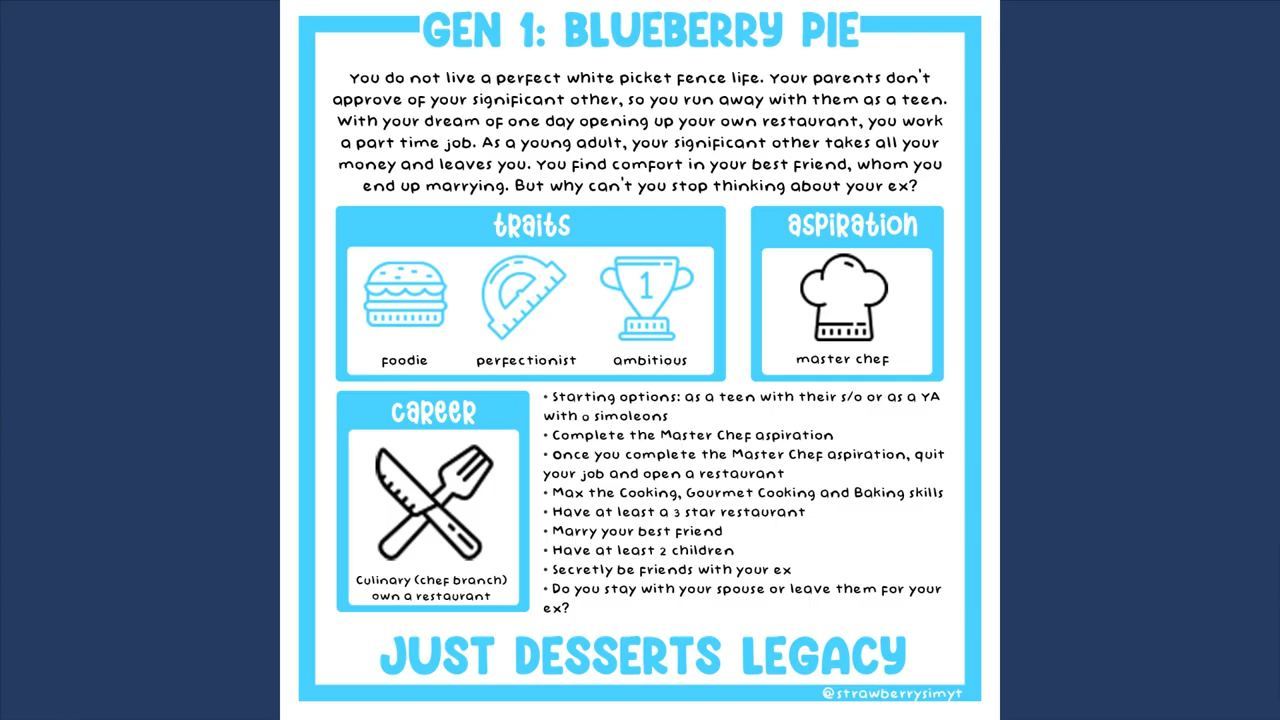 GEN 1: BLUEBERRY PIE
You do not live a perfect white picket fence life. Your parents don't
approve of your significant other, so you run away with them as a teen.
With your dream of one day opening up your own restaurant, you work
a part time job. As a young adult, your significant other takes all your
money and leaves you. You find comfort in your best friend, whom you
end up marrying. But why can't you stop thinking about your ex?
traits
1
foodie
perfectionist
ambitious
aspiration
master chef
career
Culinary (chef branch)
own a restaurant
• Starting options: as a teen with their s/o or as a YA
with 0 simoleons
• Complete the Master Chef aspiration
• Once you complete the Master Chef aspiration, quit
your job and open a restaurant
• Max the Cooking, Gourmet Cooking and Baking skills
• Have at least a 3 star restaurant
• Marry your best friend
• Have at least 2 children
• Secretly be friends with your ex
• Do you stay with your spouse or leave them for your
ex?
JUST DESSERTS LEGACY
@strawberrysimyt